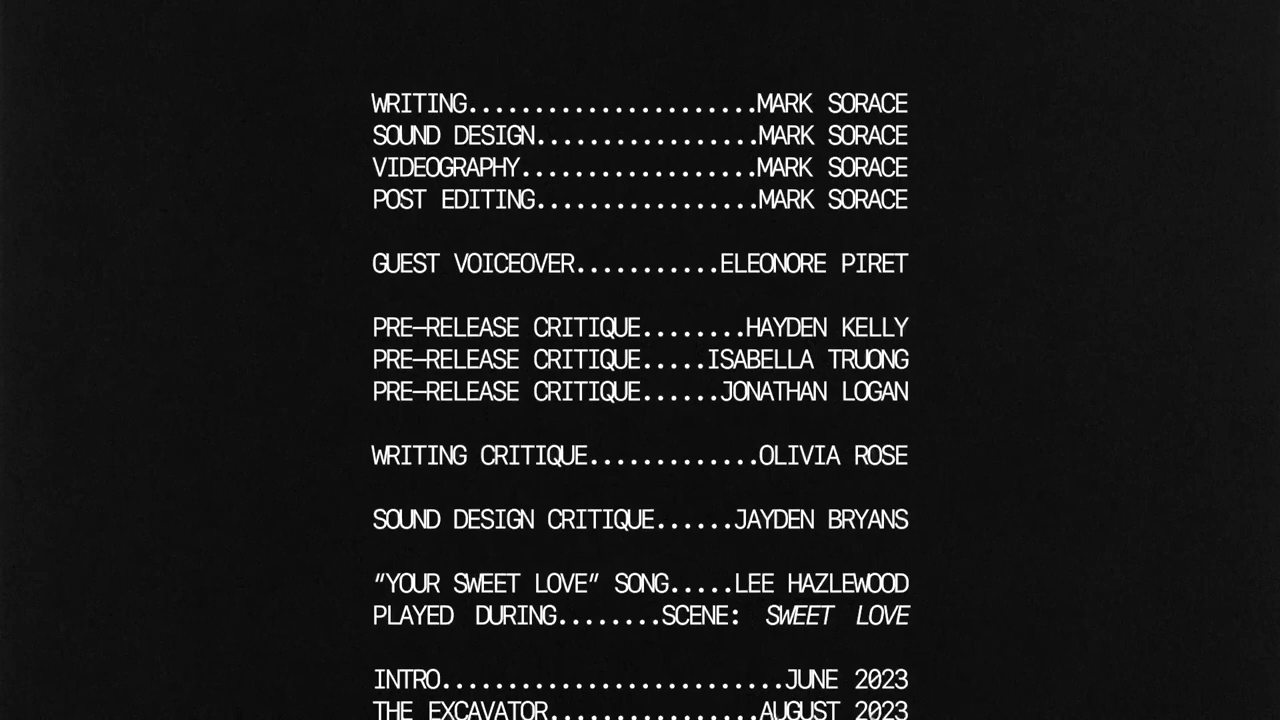 WRITING......................MARK SORACE
SOUND DESIGN.................MARK SORACE
VIDEOGRAPHY..................MARK SORACE
POST EDITING.................MARK SORACE
GUEST VOICEOVER...........ELEONORE PIRET
PRE–RELEASE CRITIQUE........HAYDEN KELLY
PRE–RELEASE CRITIQUE.....ISABELLA TRUONG
PRE–RELEASE CRITIQUE......JONATHAN LOGAN
WRITING CRITIQUE.............OLIVIA ROSE
SOUND DESIGN CRITIQUE......JAYDEN BRYANS
“YOUR SWEET LOVE” SONG.....LEE HAZLEWOOD
PLAYED DURING........SCENE: SWEET LOVE
INTRO..........................JUNE 2023
THE EXCAVATOR................AUGUST 2023